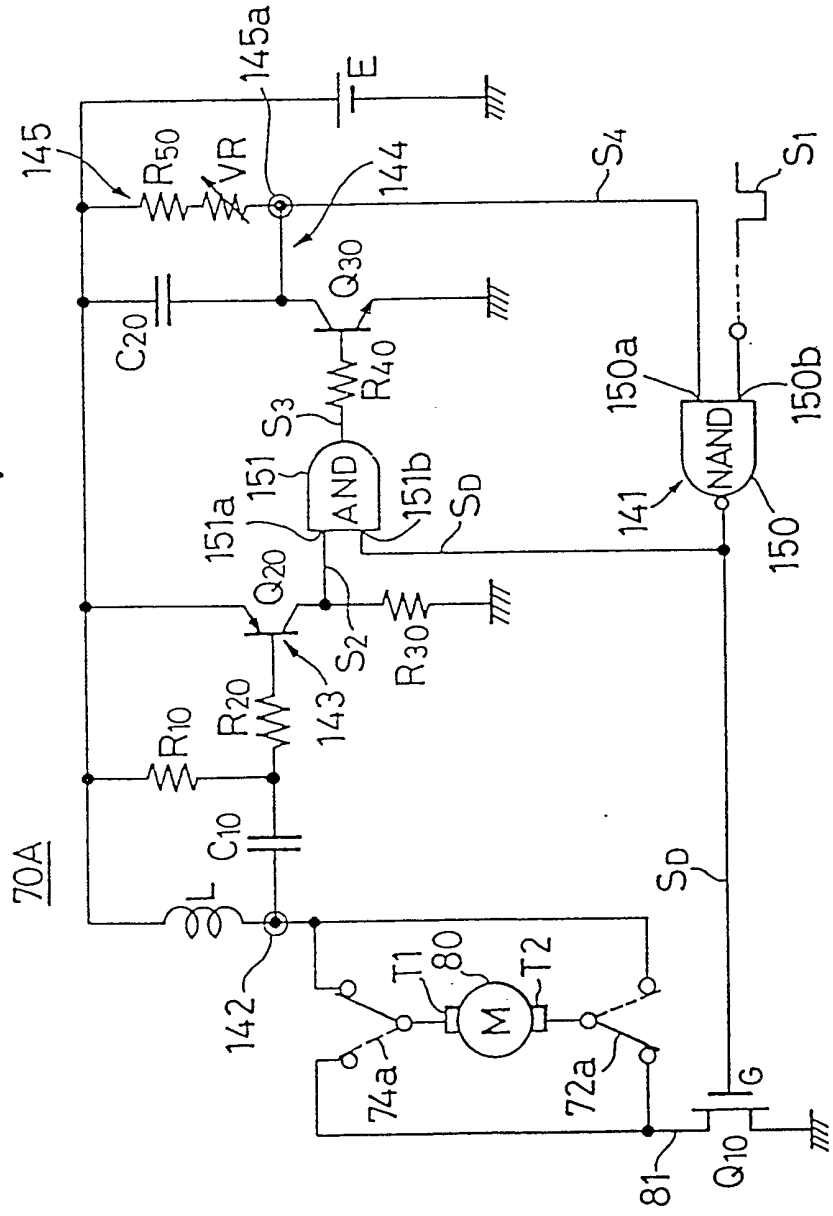 70A
142
L
C10
R10
R20
143
Q20
S2
R30
151a
151
AND
151b
SD
S3
R40
Q30
C20
144
145
R50
VR
145a
E
S4
S1
150a
150b
NAND
141
150
SD
T1
80
M
T2
74a
72a
81
Q10
G